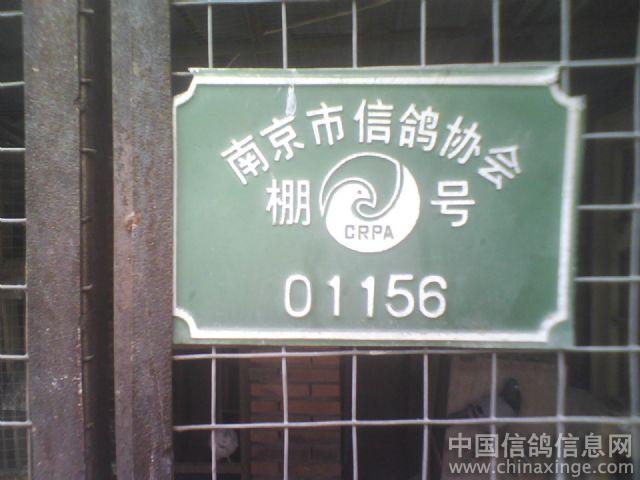 南京市信鸽协会
棚号
CRPA
01156
中国信鸽信息网
www.chinaxinge.com